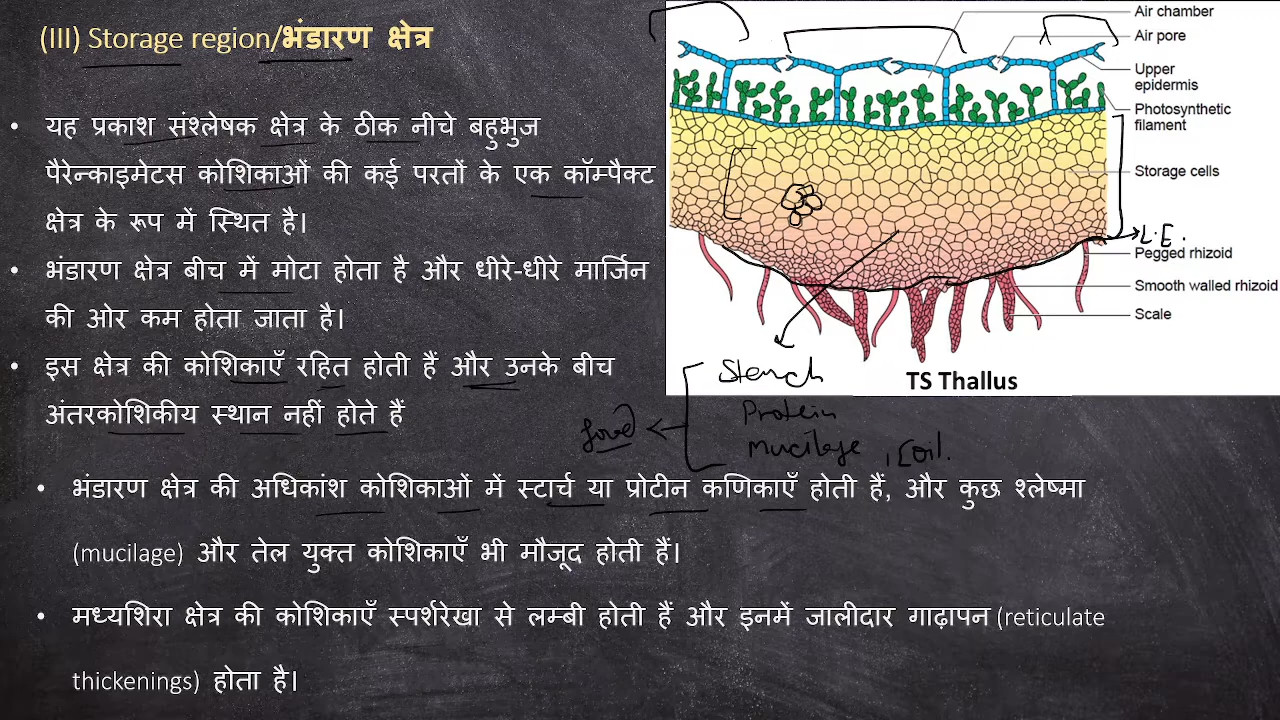 (III) Storage region/भंडारण क्षेत्र
• यह प्रकाश संश्लेषक क्षेत्र के ठीक नीचे बहुभुज
पैरेन्काइमेटस कोशिकाओं की कई परतों के एक कॉम्पैक्ट
क्षेत्र के रूप में स्थित है।
• भंडारण क्षेत्र बीच में मोटा होता है और धीरे-धीरे मार्जिन
की ओर कम होता जाता है।
• इस क्षेत्र की कोशिकाएँ रहित होती हैं और उनके बीच
अंतरकोशिकीय स्थान नहीं होते हैं
• भंडारण क्षेत्र की अधिकांश कोशिकाओं में स्टार्च या प्रोटीन कणिकाएँ होती हैं, और कुछ श्लेष्मा
(mucilage) और तेल युक्त कोशिकाएँ भी मौजूद होती हैं।
• मध्यशिरा क्षेत्र की कोशिकाएँ स्पर्शरेखा से लम्बी होती हैं और इनमें जालीदार गाढ़ापन (reticulate
thickenings) होता है।
Air chamber
Air pore
Upper
epidermis
Photosynthetic
filament
Storage cells
L.E.
Pegged rhizoid
Smooth walled rhizoid
Scale
TS Thallus
Protein
Mucilage
oil.